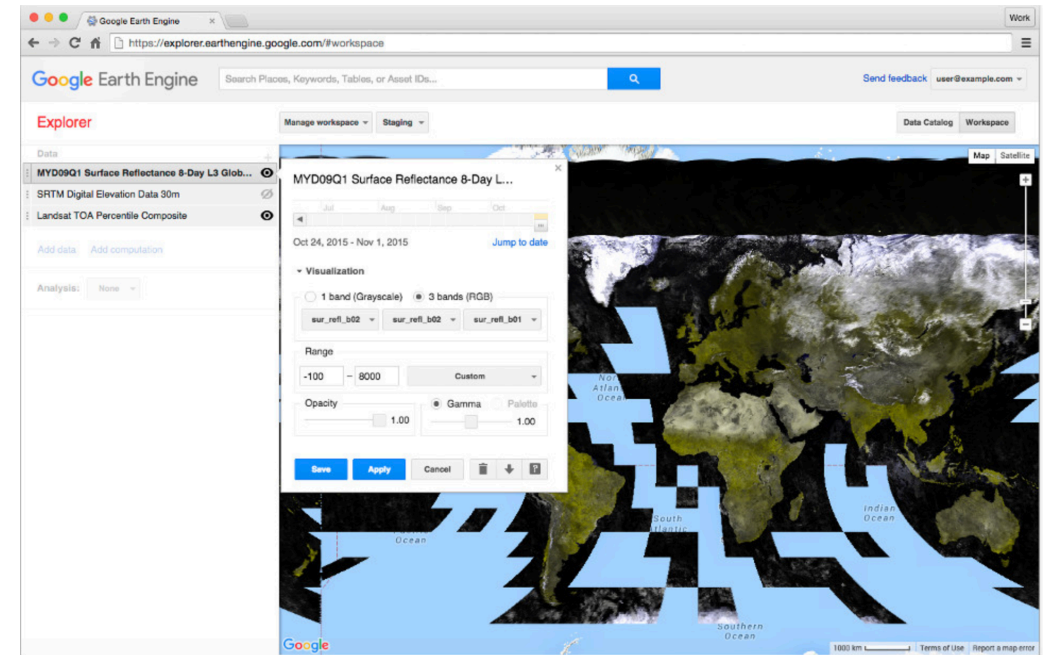 Google Earth Engine
Work
https://explorer.earthengine.google.com/#workspace
Google Earth Engine
Search Places, Keywords, Tables, or Asset IDs...
Send feedback
user@example.com
Explorer
Manage workspace
Staging
Data Catalog
Workspace
Data
MYD09Q1 Surface Reflectance 8-Day L3 Glob...
SRTM Digital Elevation Data 30m
Landsat TOA Percentile Composite
Add data
Add computation
Analysis:
None
Map
Satellite
MYD09Q1 Surface Reflectance 8-Day L...
Jul
Aug
Sep
Oct
Oct 24, 2015 - Nov 1, 2015
Jump to date
Visualization
1 band (Grayscale)
3 bands (RGB)
sur_refl_b02
sur_refl_b02
sur_refl_b01
Range
-100
–
8000
Custom
Opacity
1.00
Gamma
Palette
1.00
Save
Apply
Cancel
?
Ocean
South
Atlantic
Ocean
Indian
Ocean
Southern
Ocean
Google
1000 km
Terms of Use
Report a map error